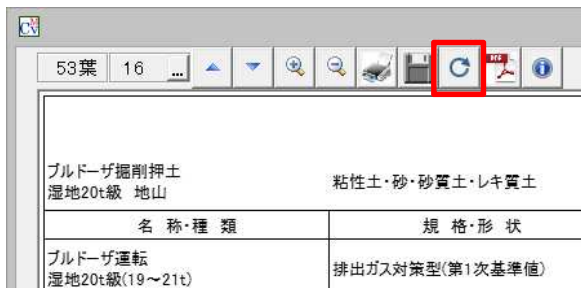 CMV
53葉 16 ...
PDF
ブルドーザ掘削押土
湿地20t級 地山
粘性土・砂・砂質土・レキ質土
名 称・種 類 規 格・形 状
ブルドーザ運転
湿地20t級(19～21t)
排出ガス対策型(第1次基準値)